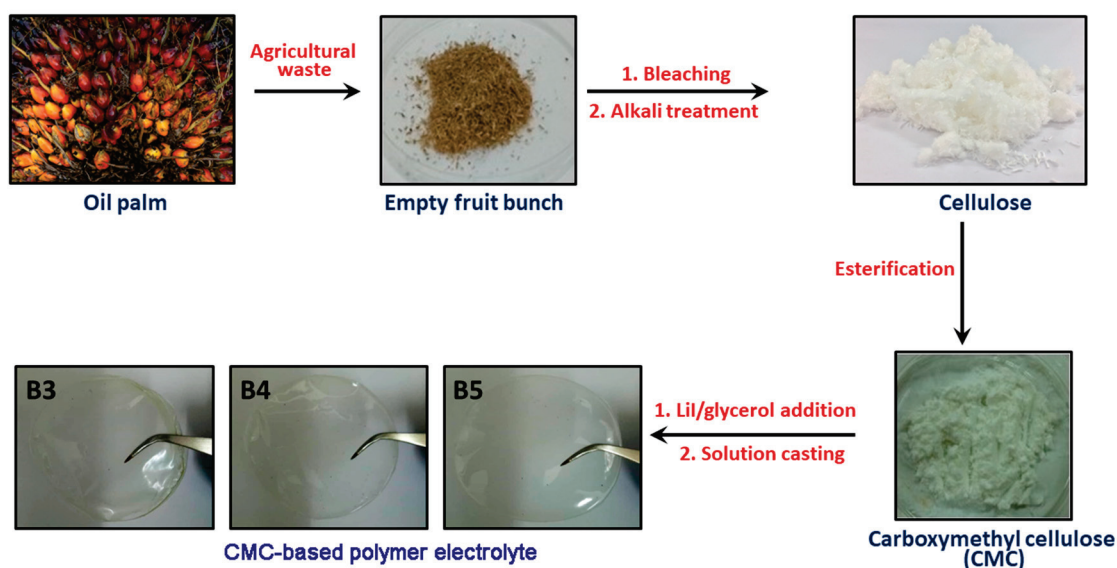 Agricultural
waste
1. Bleaching
2. Alkali treatment
Oil palm
Empty fruit bunch
Cellulose
Esterification
B3
B4
B5
1. LiI/glycerol addition
2. Solution casting
Carboxymethyl cellulose
(CMC)
CMC-based polymer electrolyte